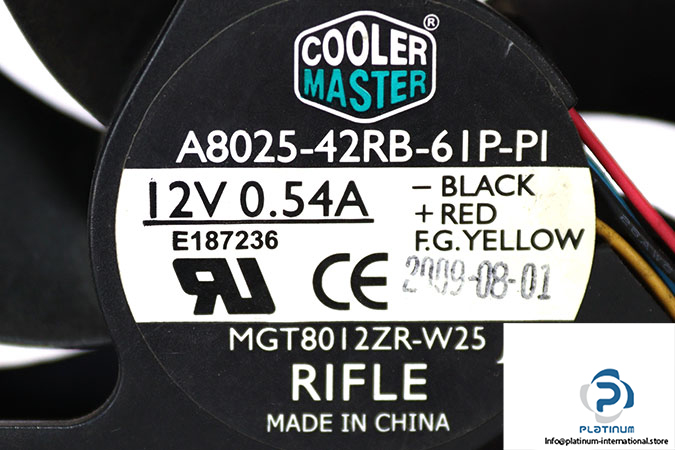 COOLER
MASTER
®
A8025-42RB-61P-P1
12V 0.54A
E187236
− BLACK
+ RED
F.G. YELLOW
CE
2009-08-01
MGT8012ZR-W25
RIFLE
MADE IN CHINA
PLATINUM
Info@platinum-international.store